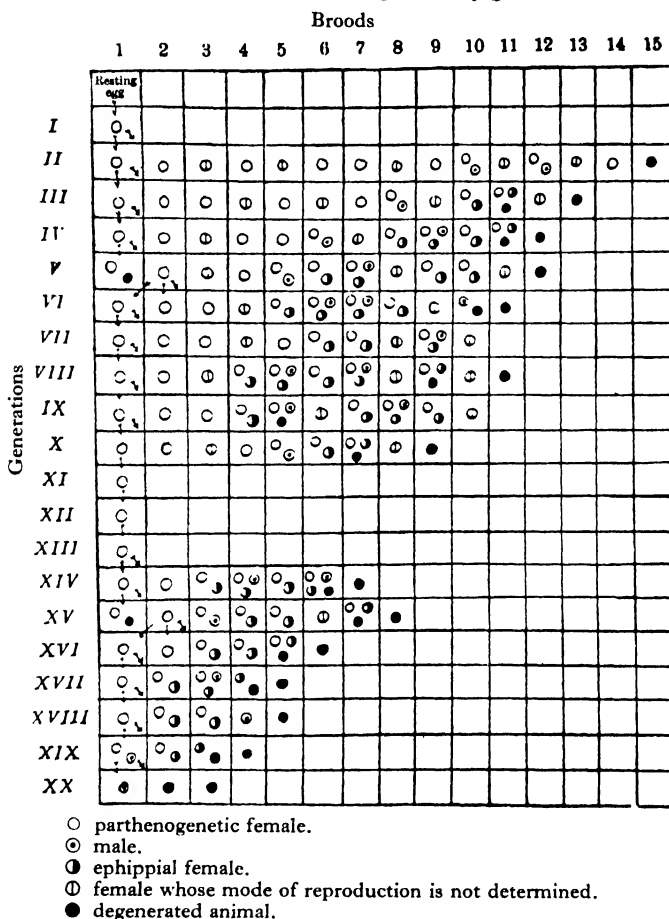 Broods
1 2 3 4 5 6 7 8 9 10 11 12 13 14 15
Resting
egg
Generations
I
II
III
IV
V
VI
VII
VIII
IX
X
XI
XII
XIII
XIV
XV
XVI
XVII
XVIII
XIX
XX
○ parthenogenetic female.
☉ male.
◑ ephippial female.
⦶ female whose mode of reproduction is not determined.
● degenerated animal.